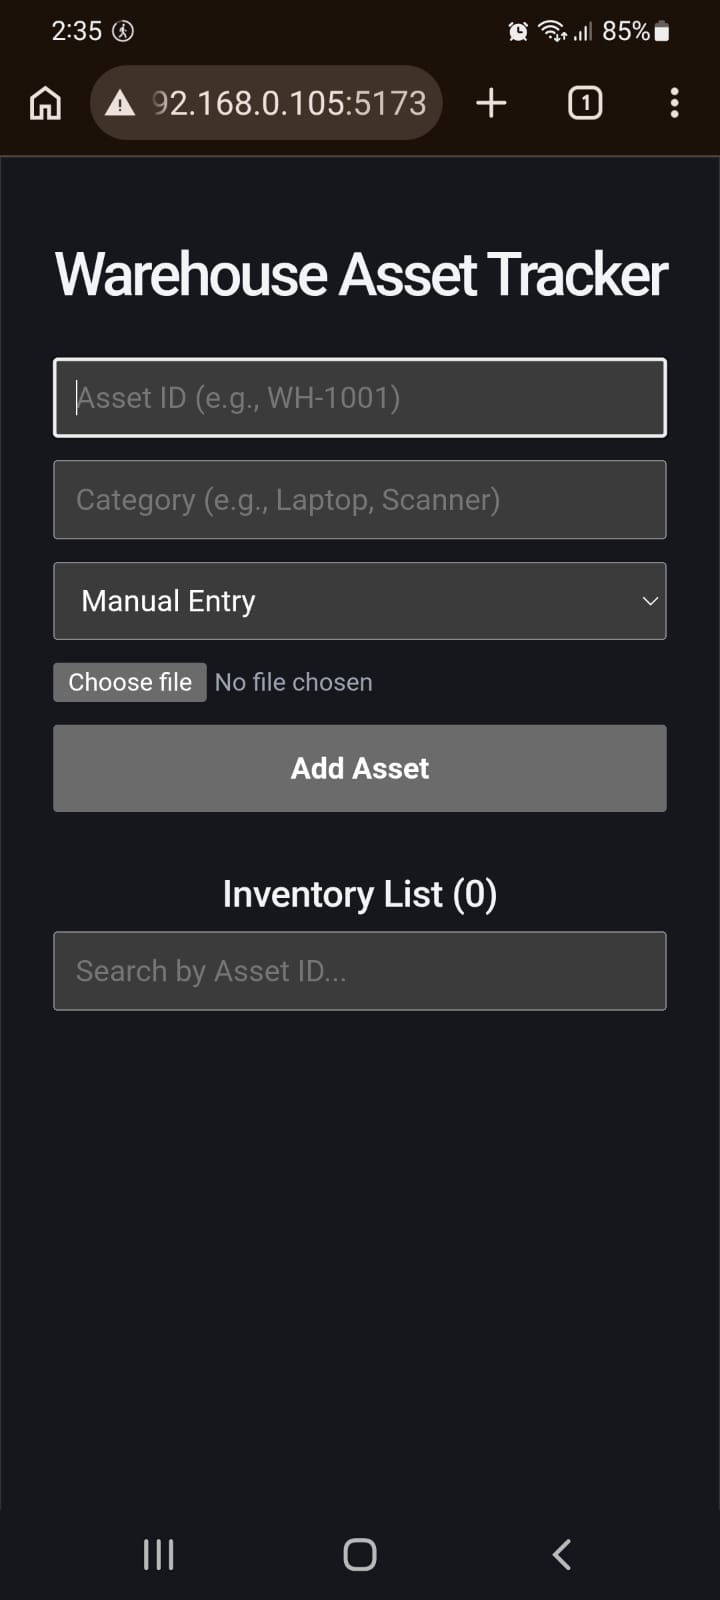 2:35 85%
92.168.0.105:5173 1
Warehouse Asset Tracker
Asset ID (e.g., WH-1001)
Category (e.g., Laptop, Scanner)
Manual Entry
Choose file No file chosen
Add Asset
Inventory List (0)
Search by Asset ID...